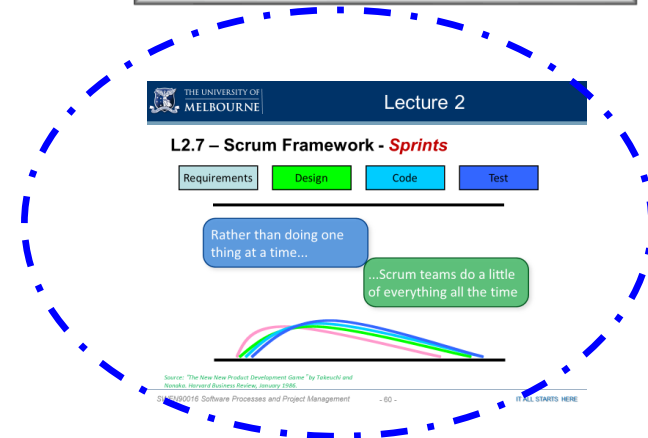 THE UNIVERSITY OF
MELBOURNE
Lecture 2
L2.7 – Scrum Framework - Sprints
Requirements
Design
Code
Test
Rather than doing one
thing at a time...
...Scrum teams do a little
of everything all the time
Source: "The New New Product Development Game" by Takeuchi and
Nonaka. Harvard Business Review, January 1986.
SWEN90016 Software Processes and Project Management
– 60 –
IT ALL STARTS HERE